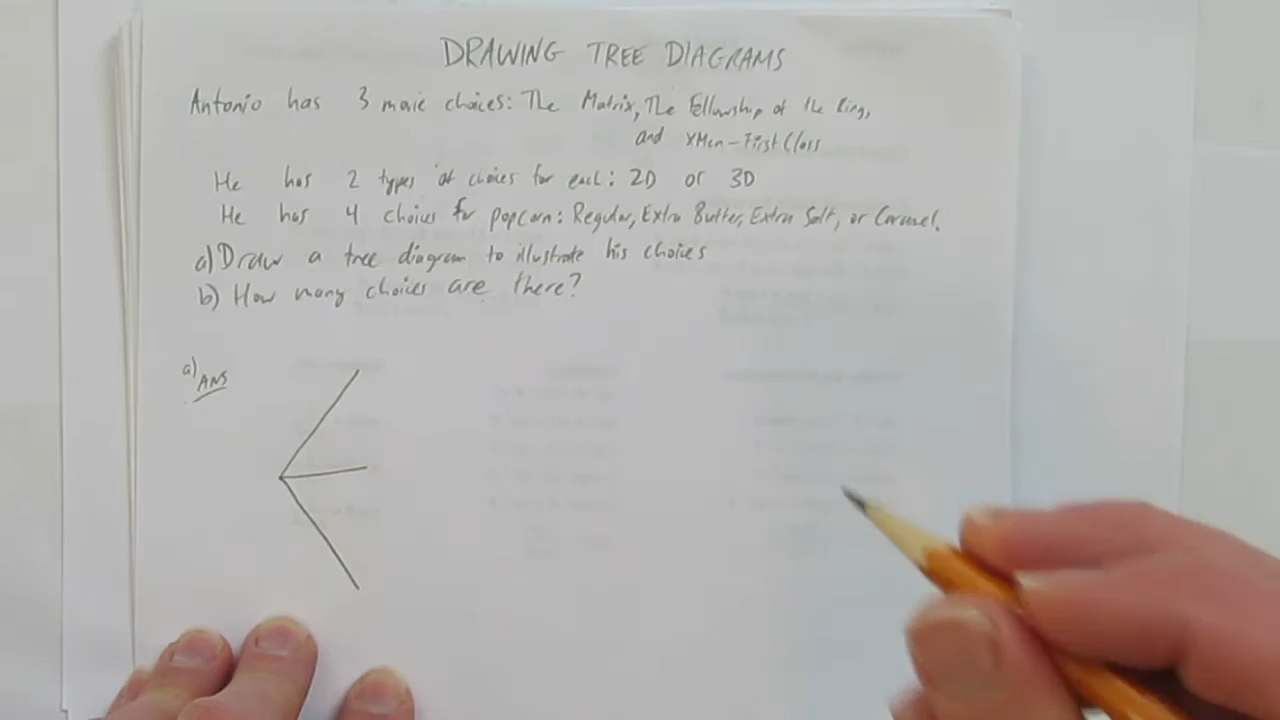 DRAWING TREE DIAGRAMS
Antonio has 3 movie choices: The Matrix, The Fellowship of the Ring,
and XMen - First Class
He has 2 types of choices for each: 2D or 3D
He has 4 choices for popcorn: Regular, Extra Butter, Extra Salt, or Caramel.
a) Draw a tree diagram to illustrate his choices
b) How many choices are there?
a) ANS